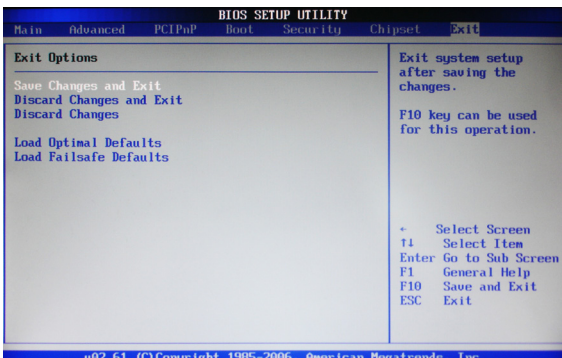 BIOS SETUP UTILITY
Main Advanced PCIPnP Boot Security Chipset Exit
Exit Options
Save Changes and Exit
Discard Changes and Exit
Discard Changes
Load Optimal Defaults
Load Failsafe Defaults
Exit system setup
after saving the
changes.
F10 key can be used
for this operation.
← Select Screen
↑↓ Select Item
Enter Go to Sub Screen
F1 General Help
F10 Save and Exit
ESC Exit
v02.61 (C)Copyright 1985-2006, American Megatrends, Inc.